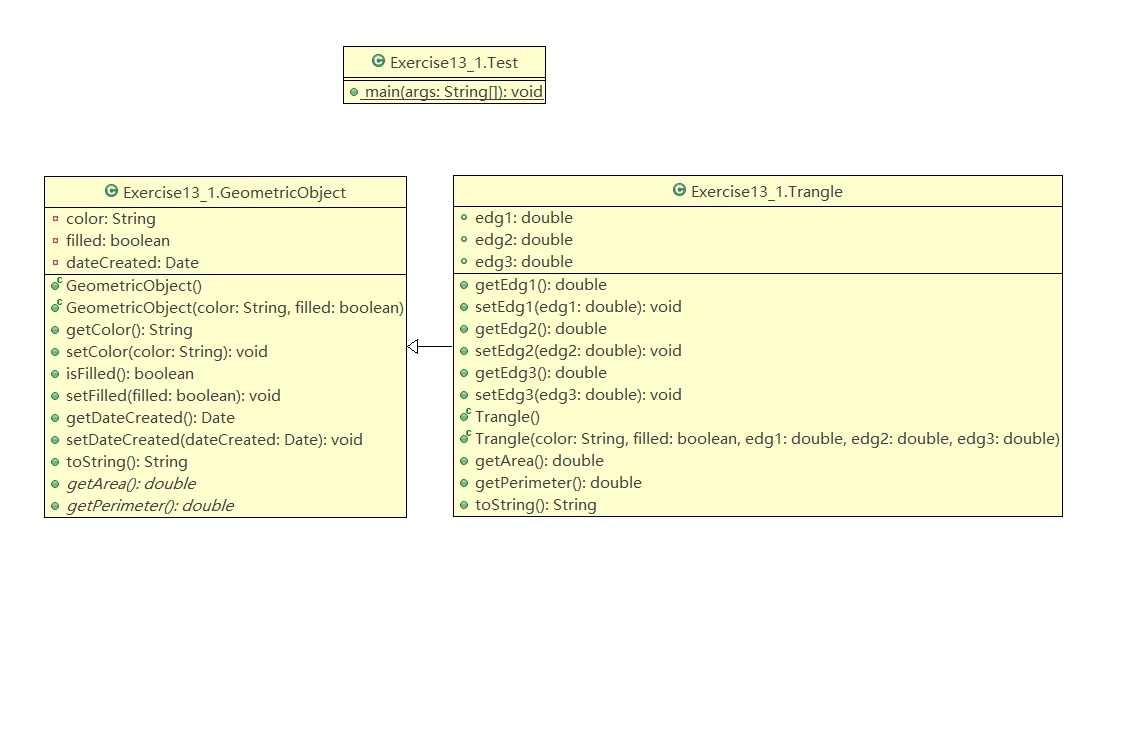 Exercise13_1.Test
main(args: String[]): void
Exercise13_1.GeometricObject
color: String
filled: boolean
dateCreated: Date
GeometricObject()
GeometricObject(color: String, filled: boolean)
getColor(): String
setColor(color: String): void
isFilled(): boolean
setFilled(filled: boolean): void
getDateCreated(): Date
setDateCreated(dateCreated: Date): void
toString(): String
getArea(): double
getPerimeter(): double
Exercise13_1.Trangle
edg1: double
edg2: double
edg3: double
getEdg1(): double
setEdg1(edg1: double): void
getEdg2(): double
setEdg2(edg2: double): void
getEdg3(): double
setEdg3(edg3: double): void
Trangle()
Trangle(color: String, filled: boolean, edg1: double, edg2: double, edg3: double)
getArea(): double
getPerimeter(): double
toString(): String